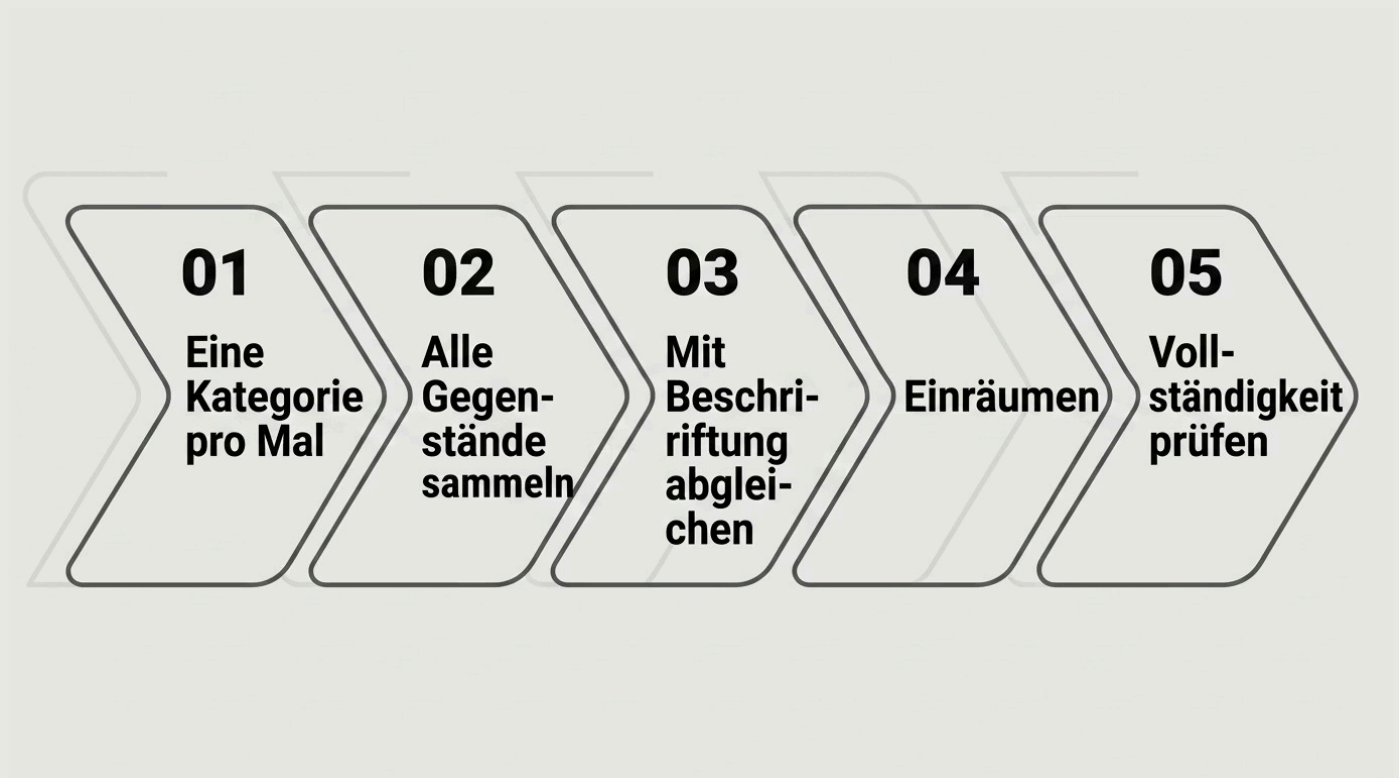 01
Eine
Kategorie
pro Mal
02
Alle
Gegen-
stände
sammeln
03
Mit
Beschri-
riftung
abglei-
chen
04
Einräumen
05
Voll-
ständigkeit
prüfen